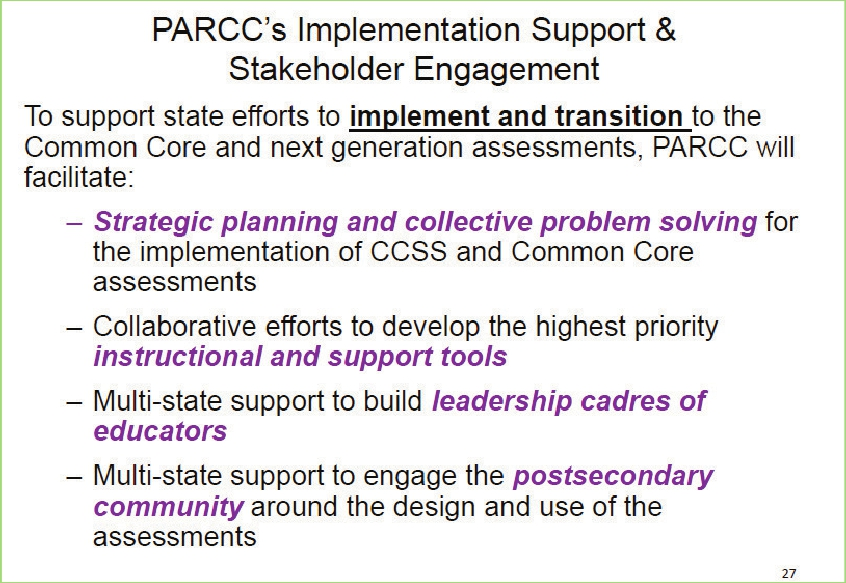 PARCC’s Implementation Support &
Stakeholder Engagement
To support state efforts to implement and transition to the
Common Core and next generation assessments, PARCC will
facilitate:
– Strategic planning and collective problem solving for
the implementation of CCSS and Common Core
assessments
– Collaborative efforts to develop the highest priority
instructional and support tools
– Multi-state support to build leadership cadres of
educators
– Multi-state support to engage the postsecondary
community around the design and use of the
assessments
27